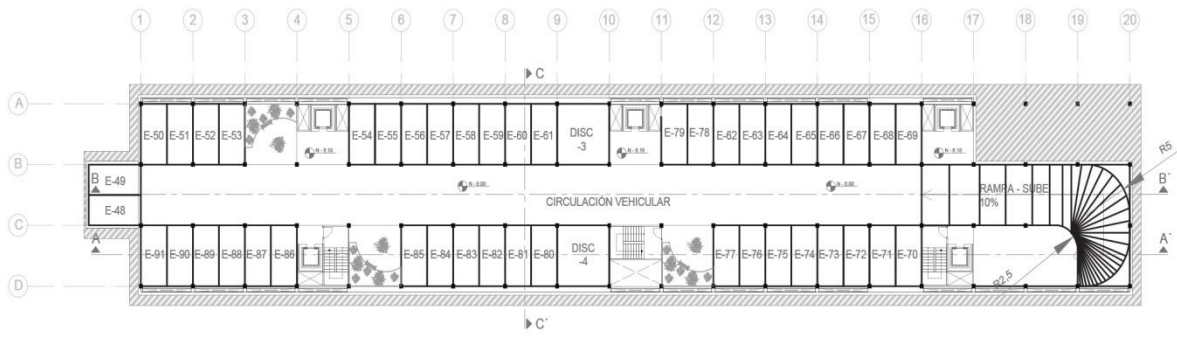 1 2 3 4 5 6 7 8 9 10 11 12 13 14 15 16 17 18 19 20
C
A
E-50 E-51 E-52 E-53 E-54 E-55 E-56 E-57 E-58 E-59 E-60 E-61 DISC E-79 E-78 E-62 E-63 E-64 E-65 E-66 E-67 E-68 E-69
-3
R5
B
B E-49 RAMPA - SUBE B´
10%
E-48 CIRCULACIÓN VEHICULAR
C
A A´
E-91 E-90 E-89 E-88 E-87 E-86 E-85 E-84 E-83 E-82 E-81 E-80 DISC E-77 E-76 E-75 E-74 E-73 E-72 E-71 E-70
-4
R2,5
D
C´